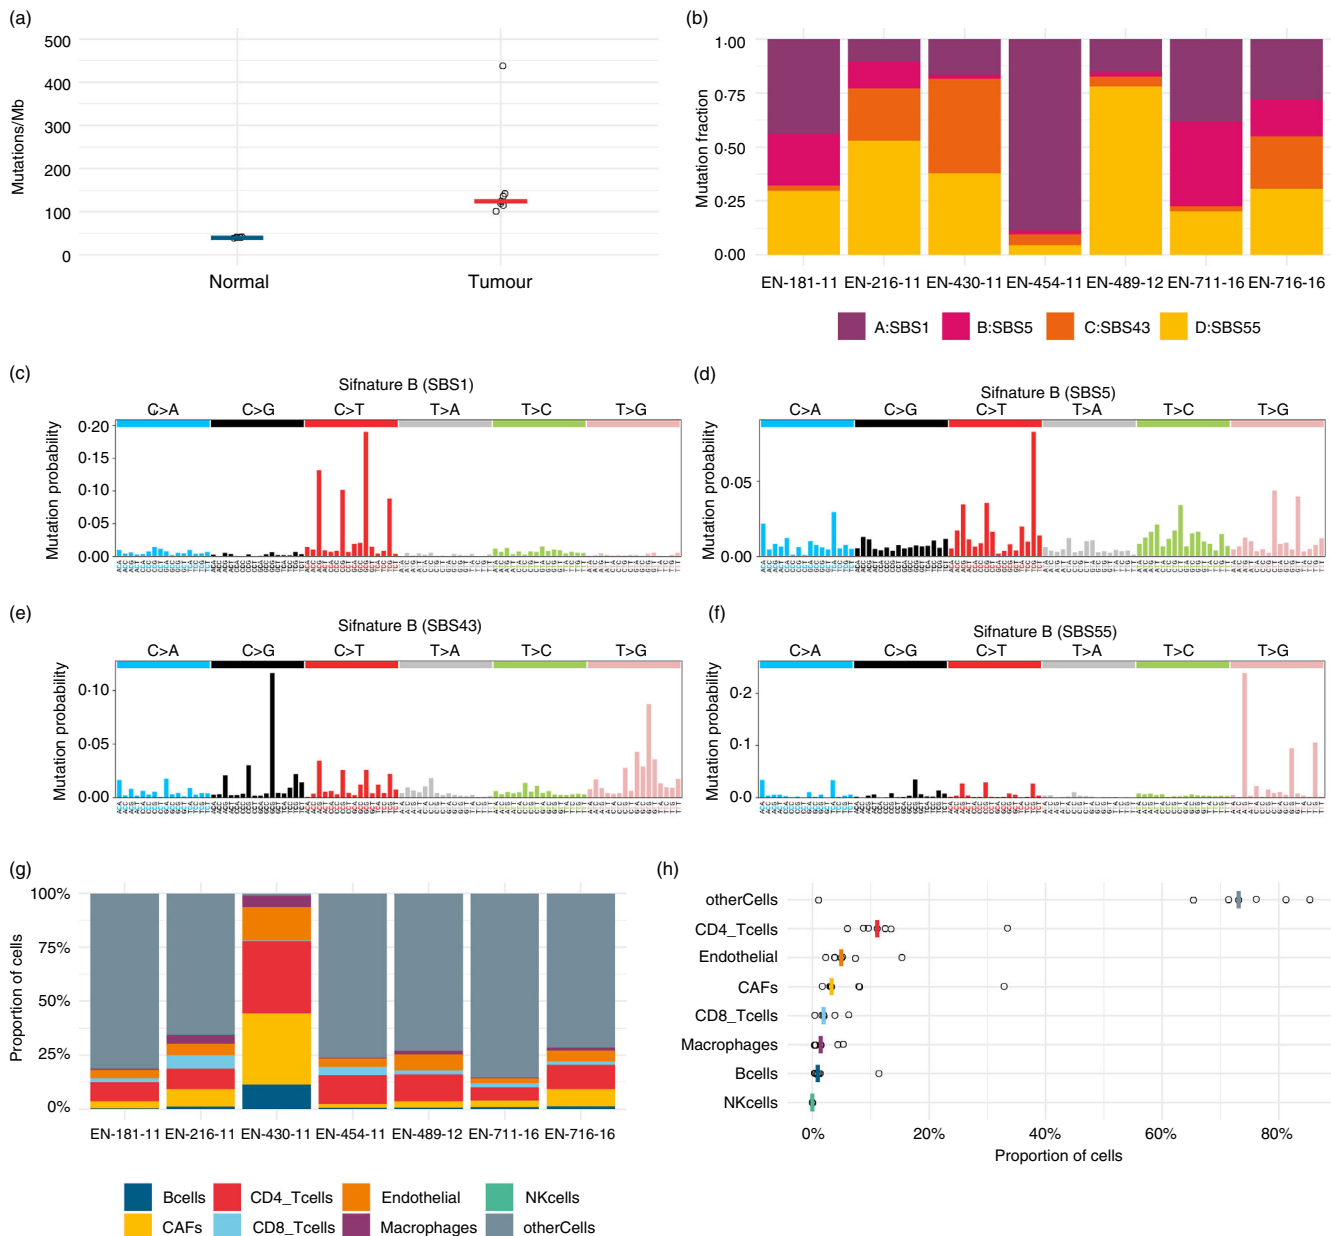 (a)
500
400
300
200
100
0
Mutations/Mb
Normal
Tumour
(b)
1·00
0·75
0·50
0·25
0·00
Mutation fraction
EN-181-11 EN-216-11 EN-430-11 EN-454-11 EN-489-12 EN-711-16 EN-716-16
A:SBS1 B:SBS5 C:SBS43 D:SBS55
(c)
Sifnature B (SBS1)
C>A C>G C>T T>A T>C T>G
0·20
0·15
0·10
0·05
0·00
Mutation probability
(d)
Sifnature B (SBS5)
C>A C>G C>T T>A T>C T>G
0·05
0·00
Mutation probability
(e)
Sifnature B (SBS43)
C>A C>G C>T T>A T>C T>G
0·10
0·05
0·00
Mutation probability
(f)
Sifnature B (SBS55)
C>A C>G C>T T>A T>C T>G
0·2
0·1
0·0
Mutation probability
(g)
100%
75%
50%
25%
0%
Proportion of cells
EN-181-11 EN-216-11 EN-430-11 EN-454-11 EN-489-12 EN-711-16 EN-716-16
Bcells CD4_Tcells Endothelial NKcells
CAFs CD8_Tcells Macrophages otherCells
(h)
otherCells
CD4_Tcells
Endothelial
CAFs
CD8_Tcells
Macrophages
Bcells
NKcells
0% 20% 40% 60% 80%
Proportion of cells